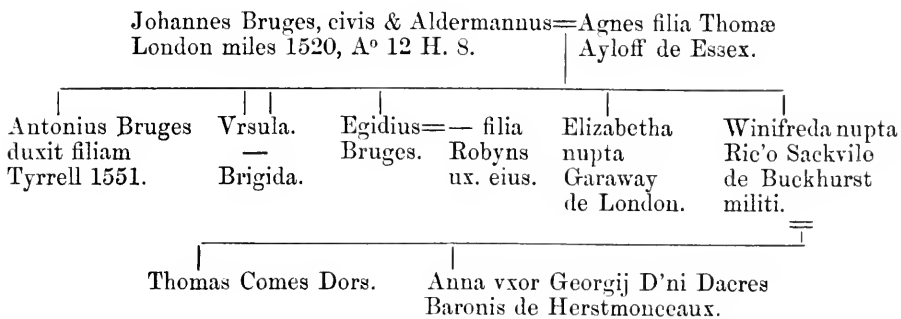 Johannes Bruges, civis & Aldermannus=Agnes filia Thomæ
London miles 1520, Aº 12 H. 8. Ayloff de Essex.
Antonius Bruges
duxit filiam
Tyrrell 1551.
Vrsula.
—
Brigida.
Egidius=— filia
Bruges. Robyns
ux. eius.
Elizabetha
nupta
Garaway
de London.
Winifreda nupta
Ric'o Sackvile
de Buckhurst
militi.
Thomas Comes Dors.
Anna vxor Georgij D'ni Dacres
Baronis de Herstmonceaux.